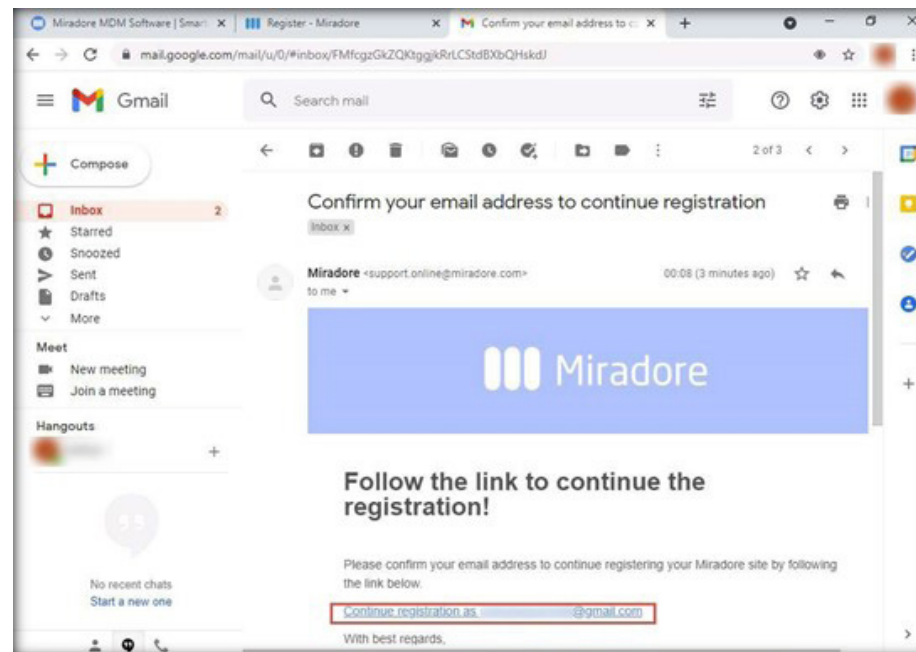 Miradore MDM Software | Smart
Register - Miradore
Confirm your email address to c
mail.google.com/mail/u/0/#inbox/FMfcgzGkZQKtggjkRrLCStdBXbQHskdJ
Gmail
Search mail
Compose
2 of 3
Inbox 2
Starred
Snoozed
Sent
Drafts
More
Meet
New meeting
Join a meeting
Hangouts
No recent chats
Start a new one
Confirm your email address to continue registration
Inbox x
Miradore <support.online@miradore.com> 00:08 (3 minutes ago)
to me
Miradore
Follow the link to continue the
registration!
Please confirm your email address to continue registering your Miradore site by following
the link below.
Continue registration as @gmail.com
With best regards,